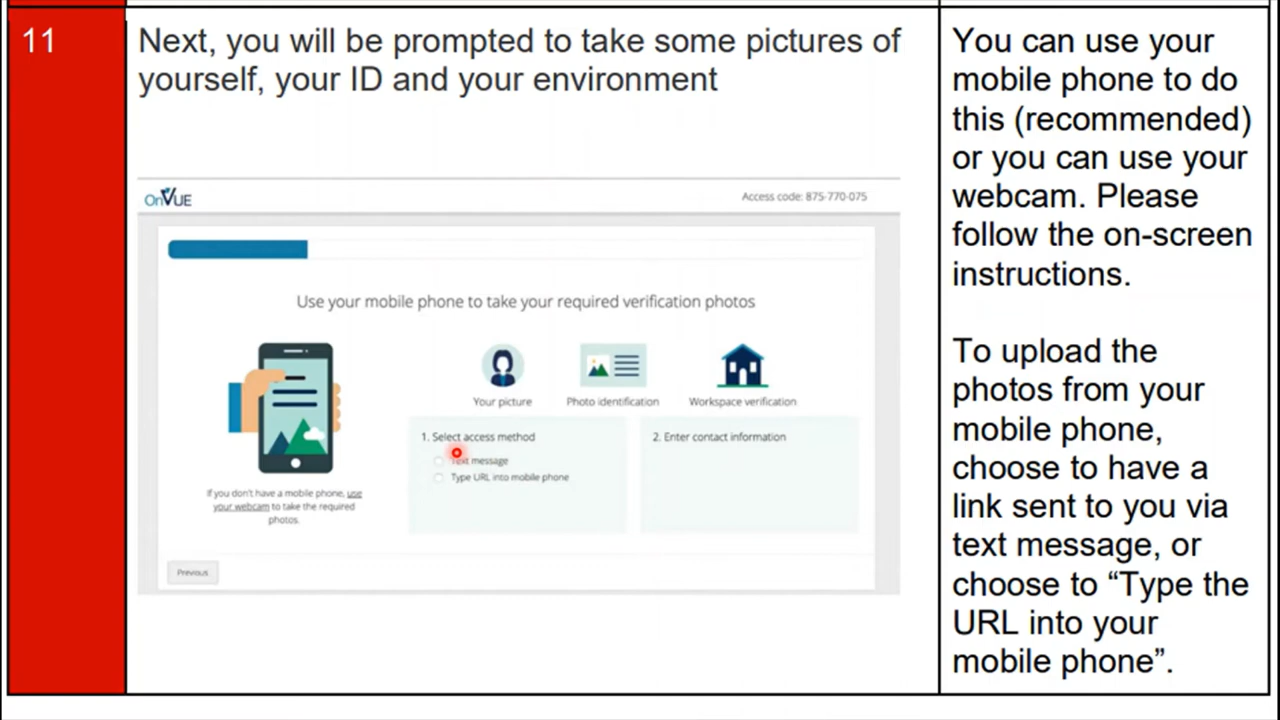 11
Next, you will be prompted to take some pictures of
yourself, your ID and your environment
OnVUE
Access code: 875-770-075
Use your mobile phone to take your required verification photos
Your picture
Photo identification
Workspace verification
1. Select access method
Text message
Type URL into mobile phone
2. Enter contact information
If you don't have a mobile phone, use
your webcam to take the required
photos.
Previous
You can use your
mobile phone to do
this (recommended)
or you can use your
webcam. Please
follow the on-screen
instructions.
To upload the
photos from your
mobile phone,
choose to have a
link sent to you via
text message, or
choose to “Type the
URL into your
mobile phone”.